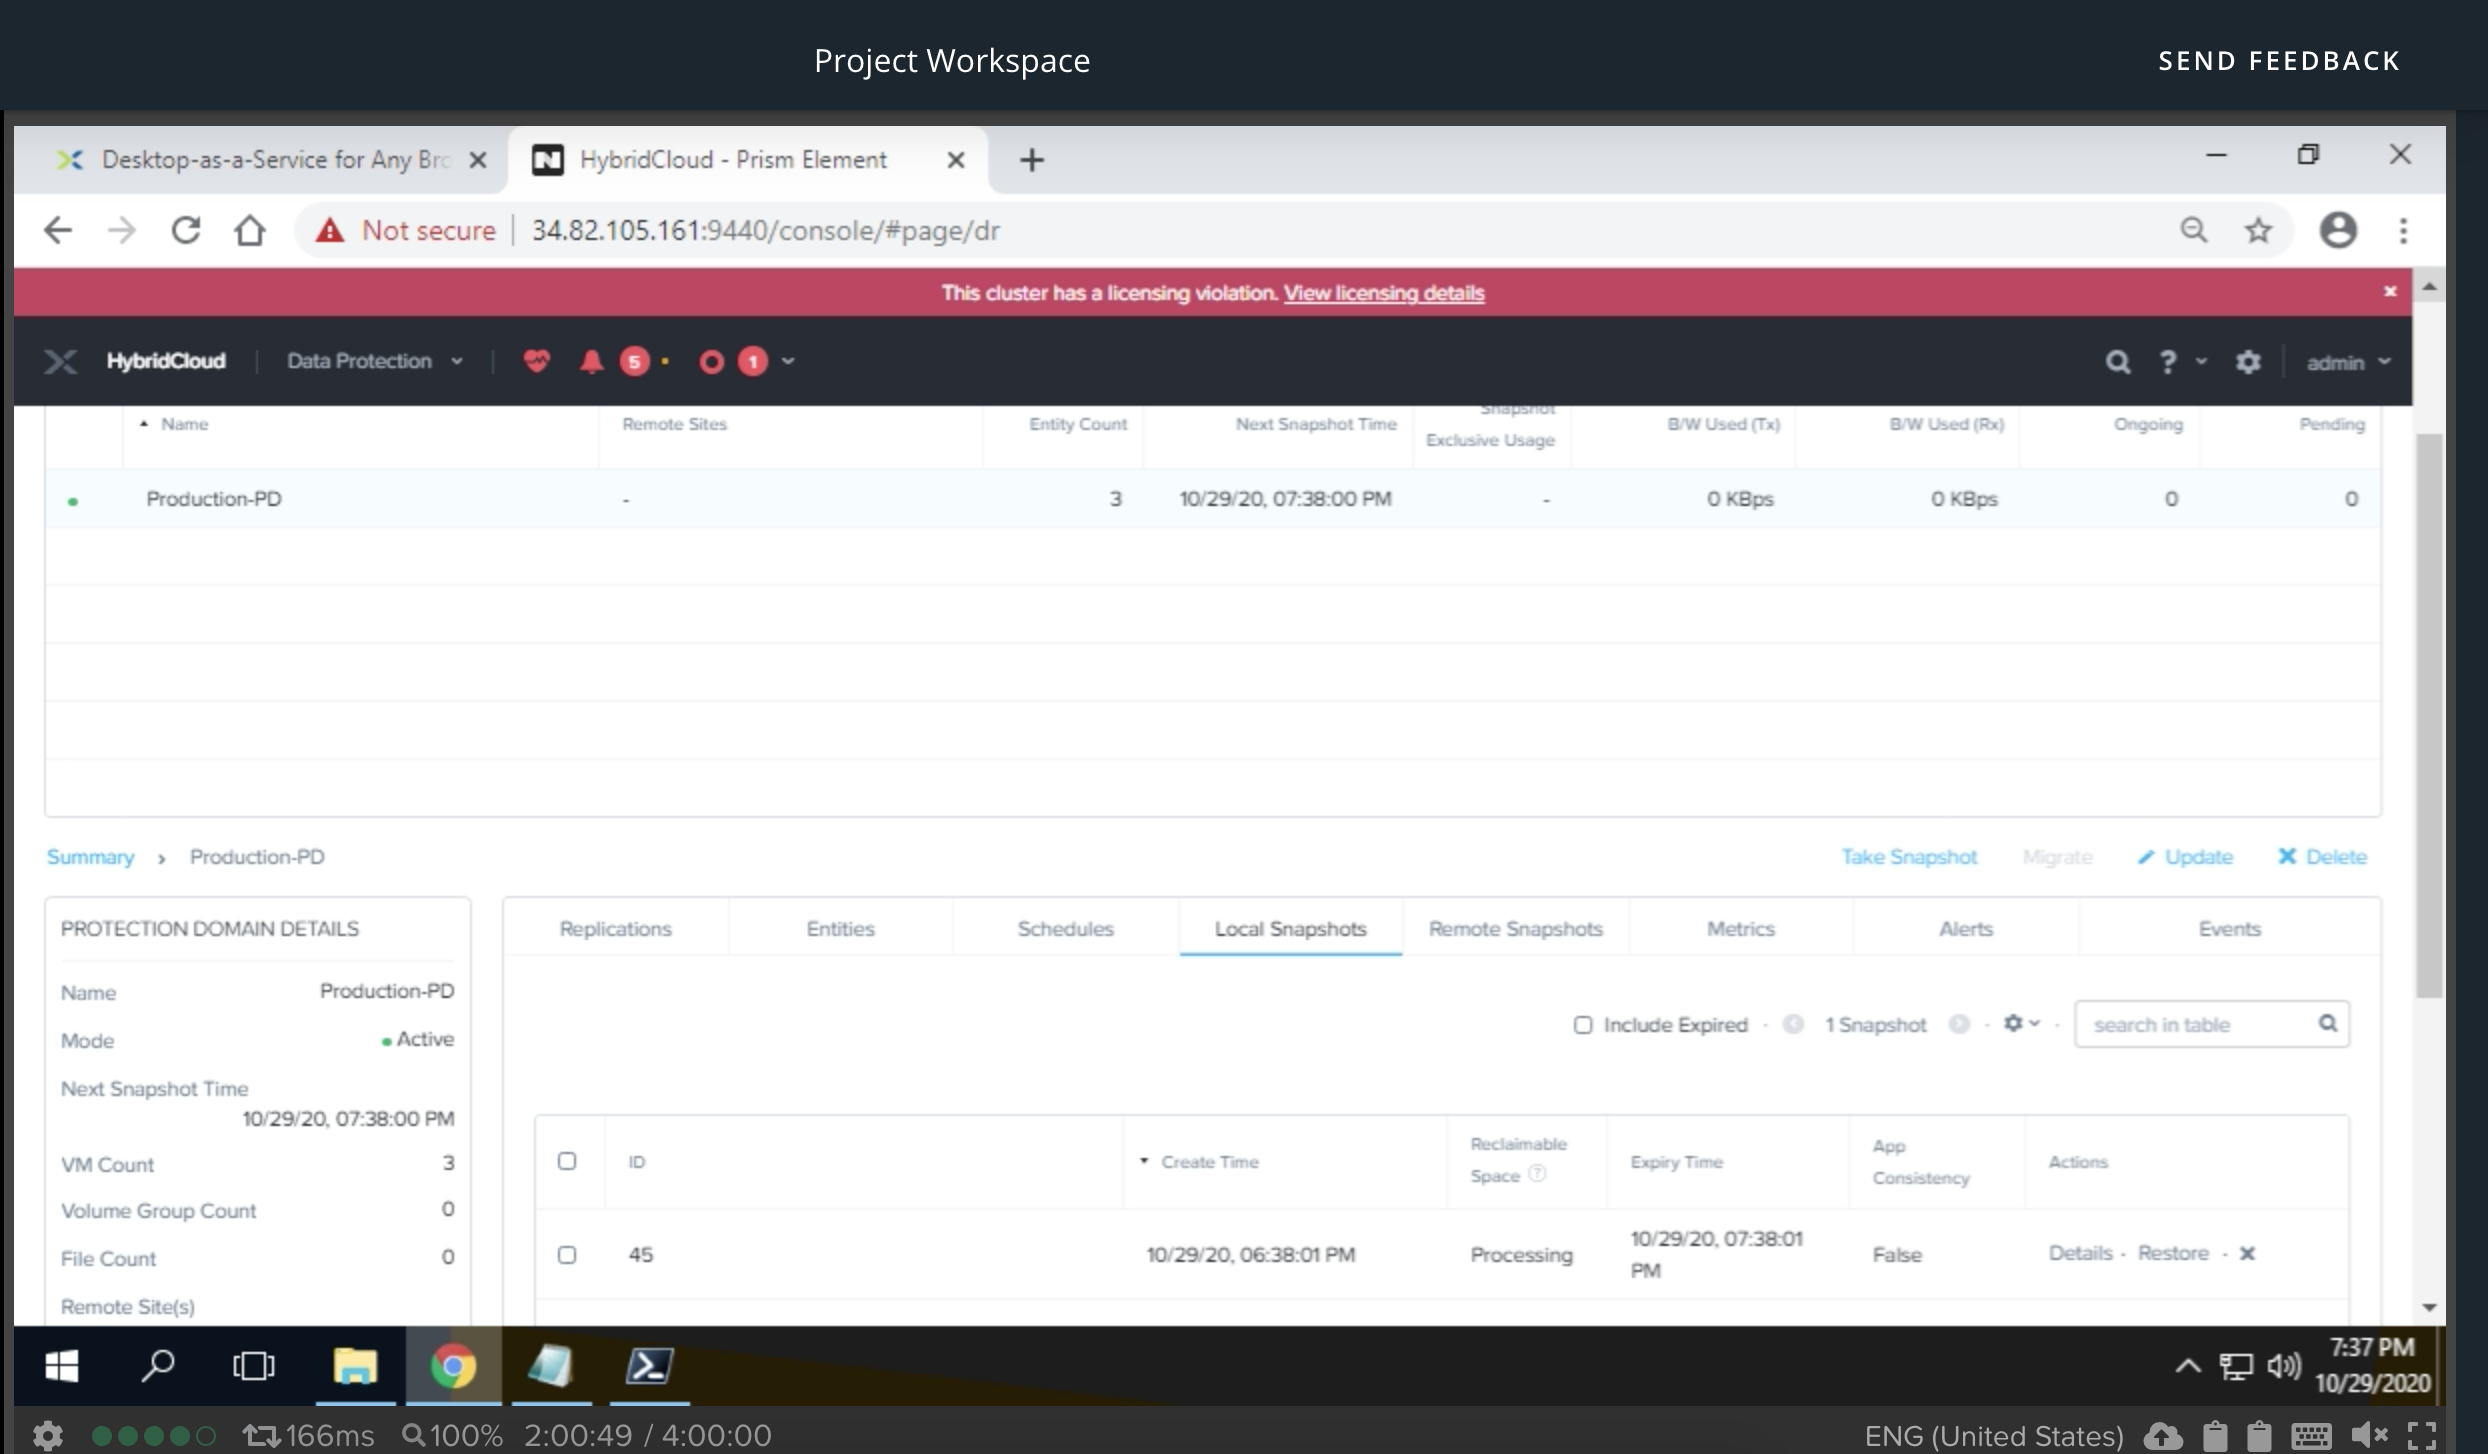 Project Workspace
SEND FEEDBACK
Desktop-as-a-Service for Any Bro
HybridCloud - Prism Element
Not secure | 34.82.105.161:9440/console/#page/dr
This cluster has a licensing violation. View licensing details
HybridCloud
Data Protection
5
1
?
admin
Name
Remote Sites
Entity Count
Next Snapshot Time
Snapshot
Exclusive Usage
B/W Used (Tx)
B/W Used (Rx)
Ongoing
Pending
Production-PD - 3 10/29/20, 07:38:00 PM - 0 KBps 0 KBps 0 0
Summary > Production-PD
Take Snapshot
Migrate
Update
Delete
PROTECTION DOMAIN DETAILS
Name Production-PD
Mode Active
Next Snapshot Time
10/29/20, 07:38:00 PM
VM Count 3
Volume Group Count 0
File Count 0
Remote Site(s)
Replications
Entities
Schedules
Local Snapshots
Remote Snapshots
Metrics
Alerts
Events
Include Expired · 1 Snapshot · ·
search in table
ID
Create Time
Reclaimable
Space ?
Expiry Time
App
Consistency
Actions
45
10/29/20, 06:38:01 PM
Processing
10/29/20, 07:38:01
PM
False
Details · Restore ·
7:37 PM
10/29/2020
166ms
100%
2:00:49 / 4:00:00
ENG (United States)